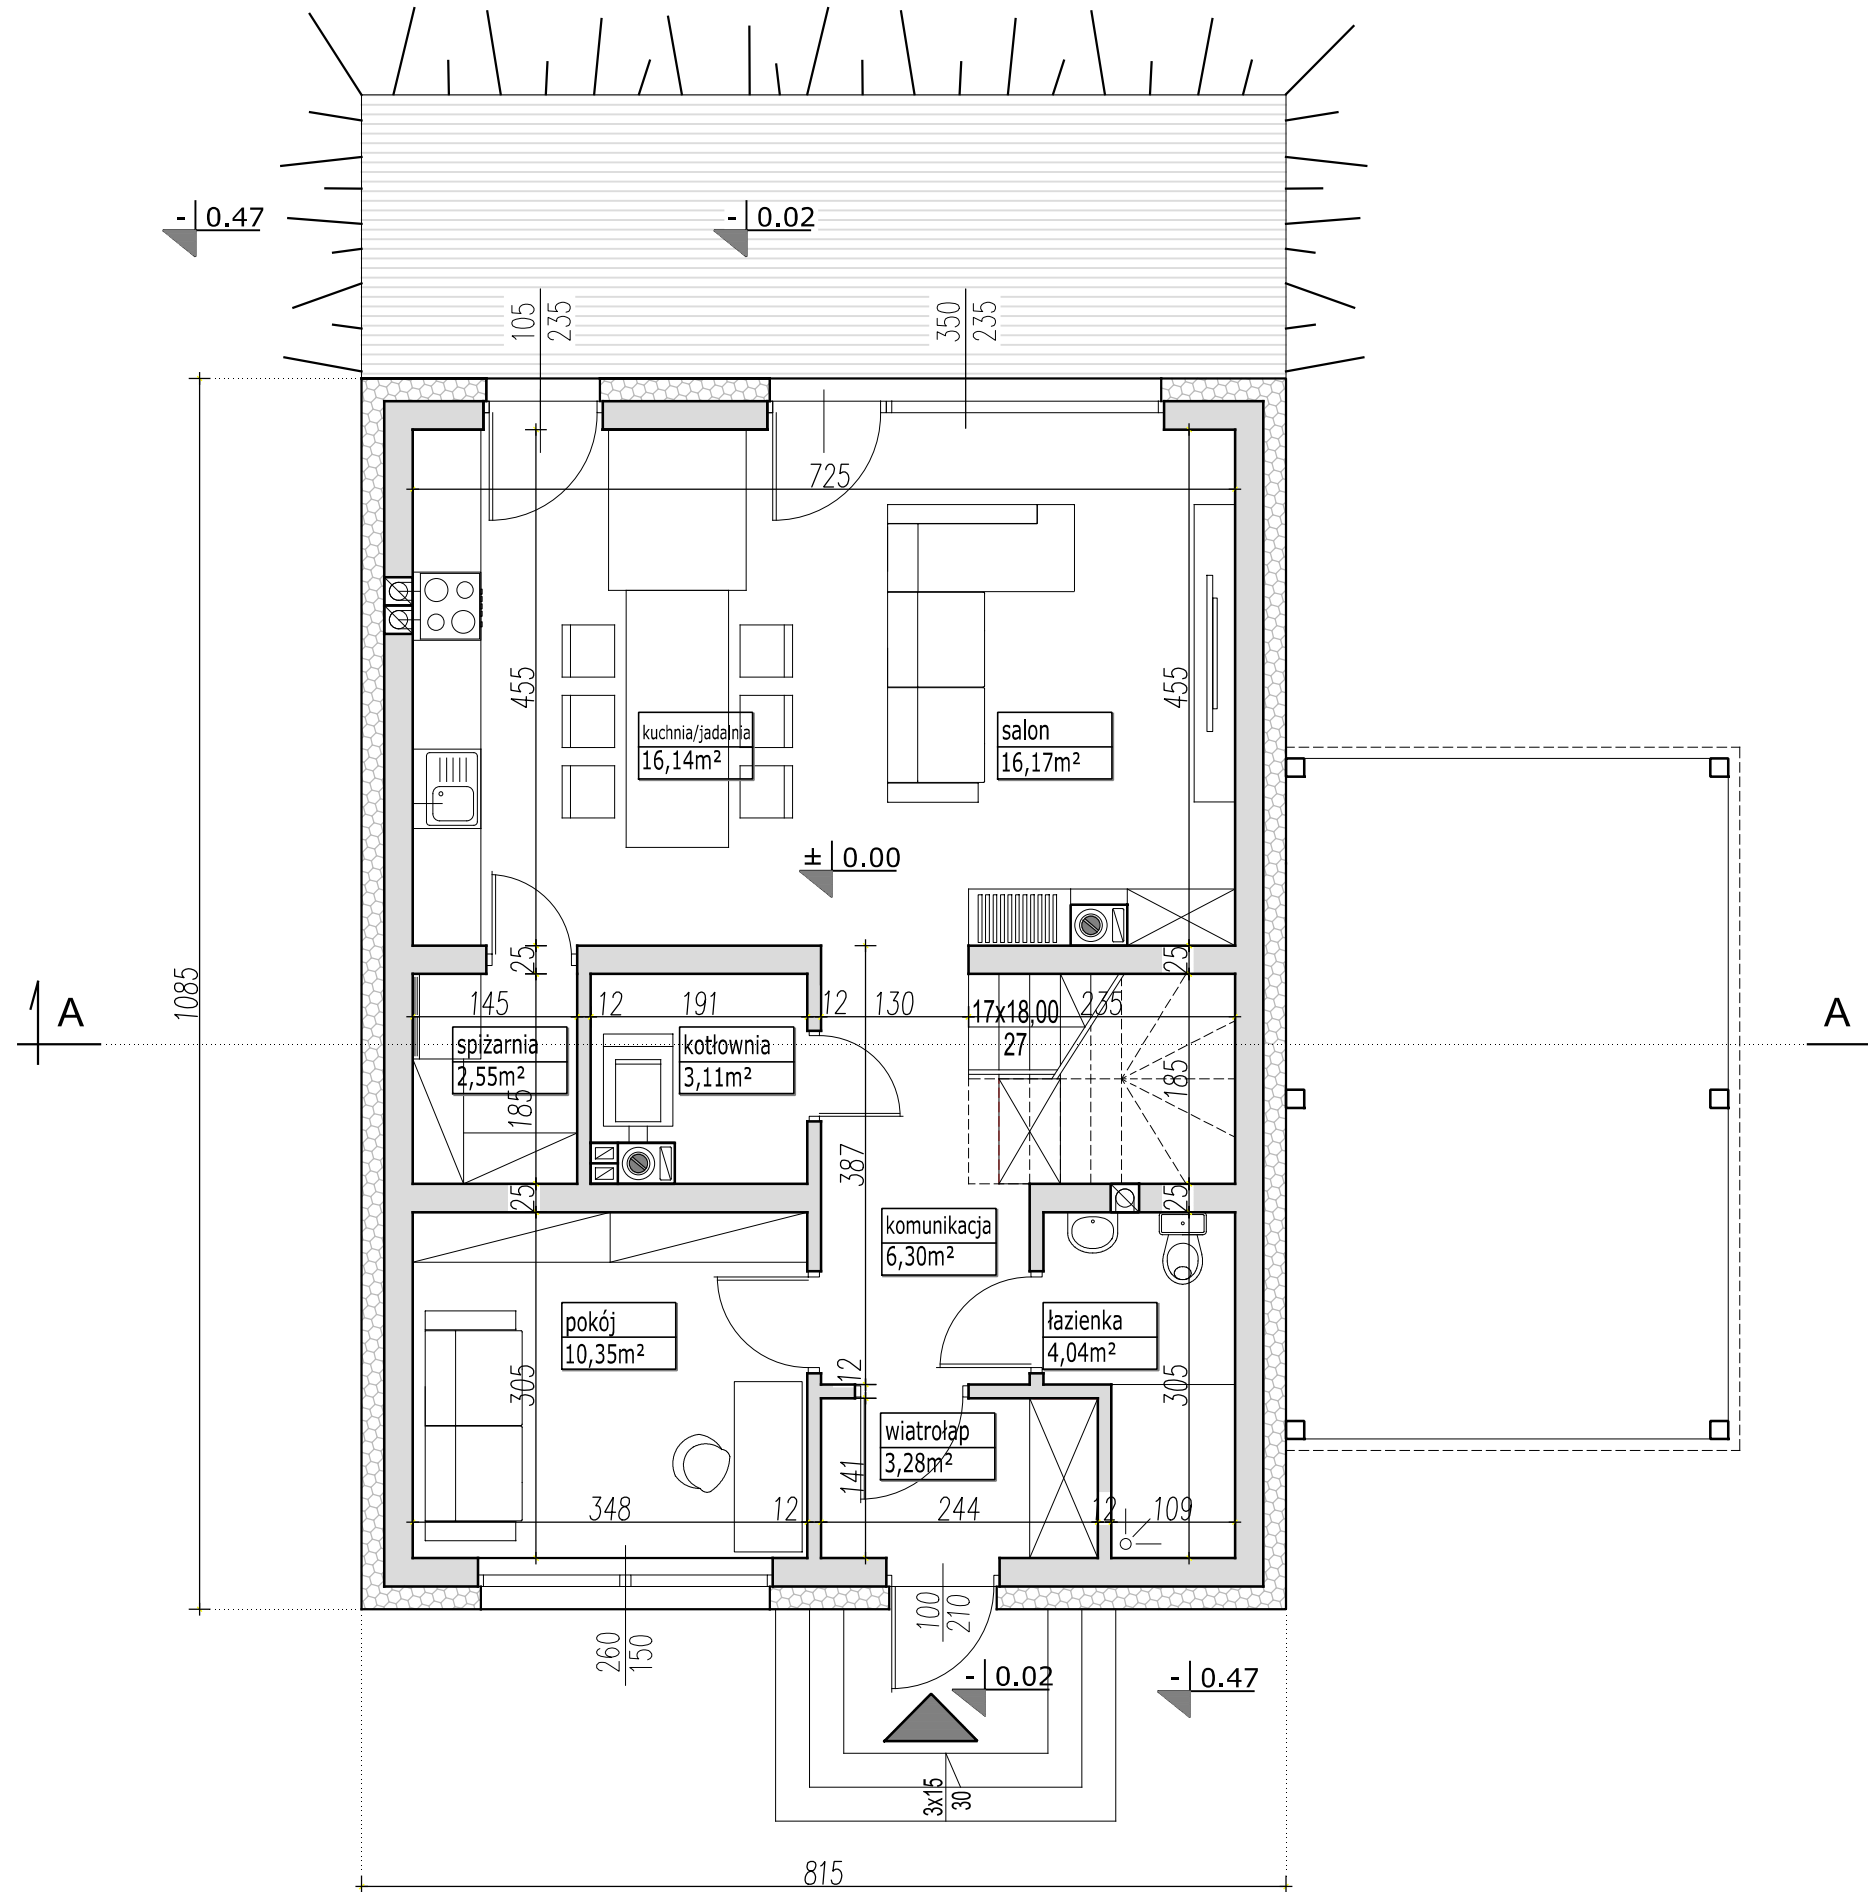 - 0.47
- 0.02
105
235
350
235
725
455
455
kuchnia/jadalnia
16,14m²
salon
16,17m²
± 0.00
1085
25
25
145
12
191
12
130
17x18,00
27
235
A
A
spiżarnia
2,55m²
kotłownia
3,11m²
185
185
387
25
25
komunikacja
6,30m²
pokój
10,35m²
łazienka
4,04m²
305
12
305
wiatrołap
3,28m²
141
348
12
244
12
109
260
150
100
210
- 0.02
- 0.47
3x15
30
815